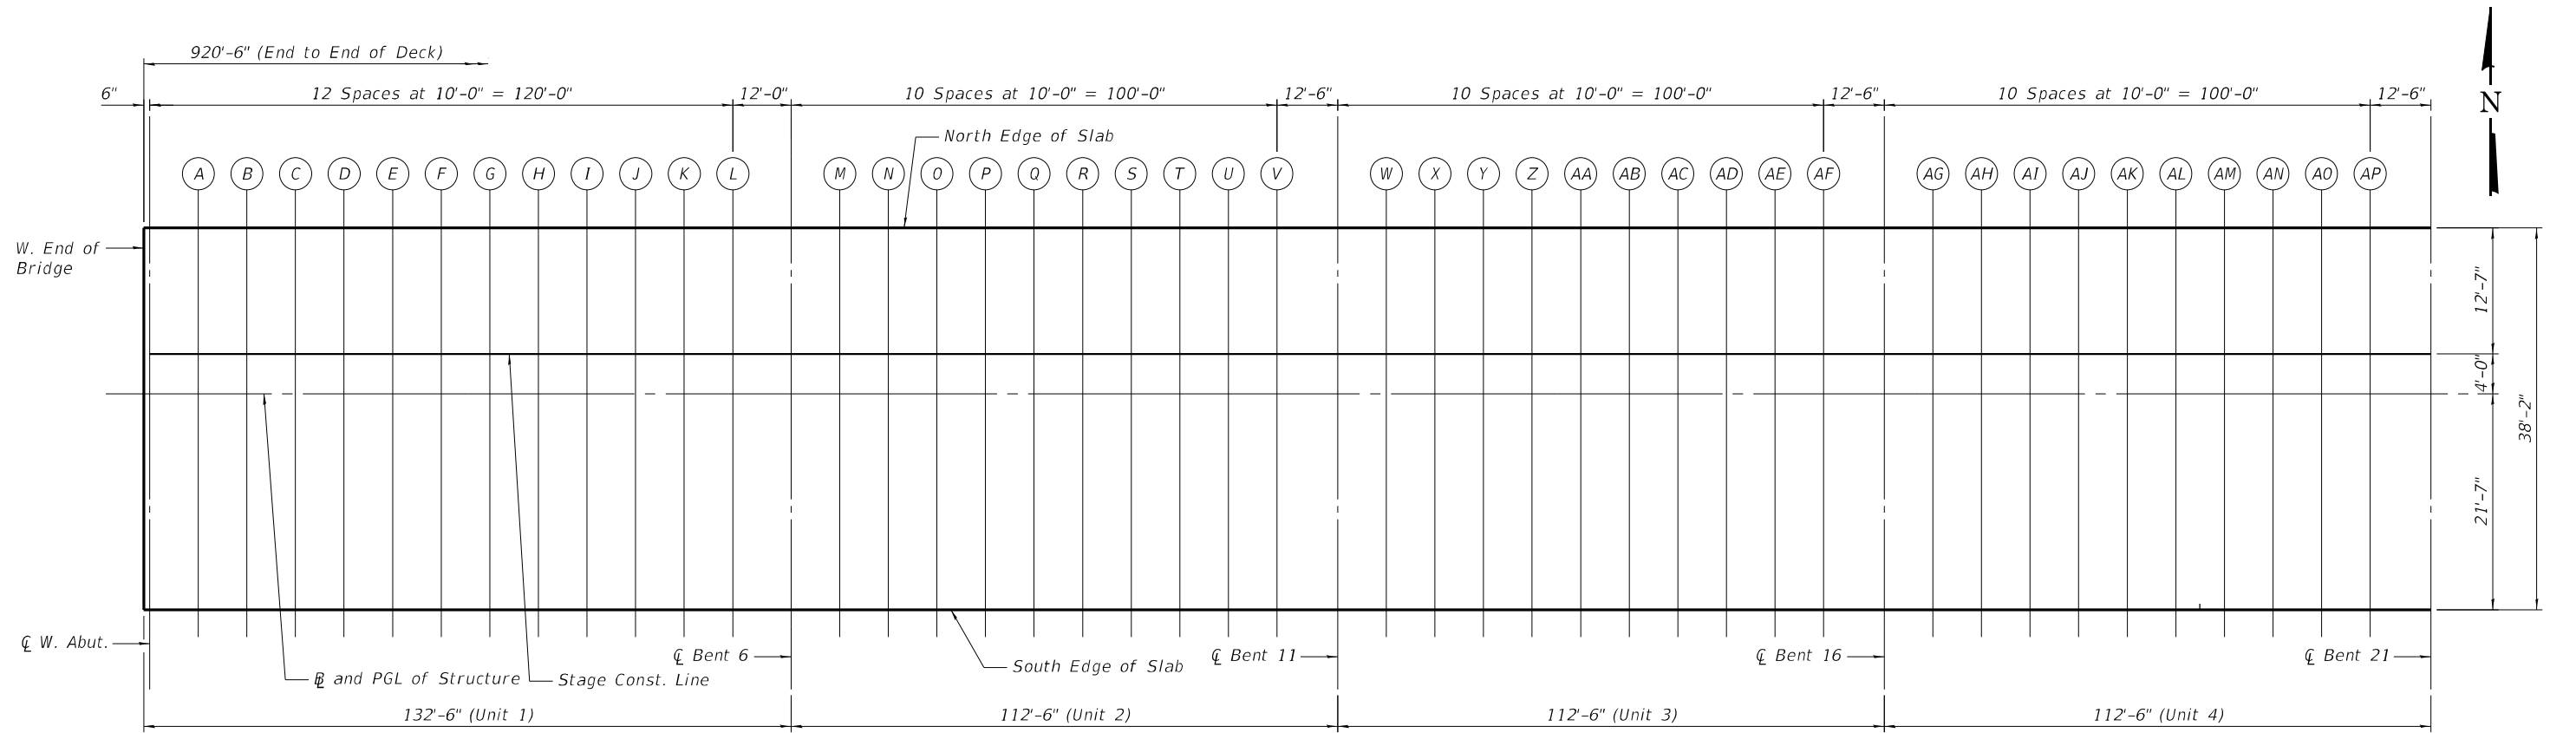 920'-6" (End to End of Deck)
6" 12 Spaces at 10'-0" = 120'-0" 12'-0" 10 Spaces at 10'-0" = 100'-0" 12'-6" 10 Spaces at 10'-0" = 100'-0" 12'-6" 10 Spaces at 10'-0" = 100'-0" 12'-6"
N
North Edge of Slab
A B C D E F G H I J K L M N O P Q R S T U V W X Y Z AA AB AC AD AE AF AG AH AI AJ AK AL AM AN AO AP
W. End of
Bridge
12'-7"
4'-0"
38'-2"
21'-7"
℄ W. Abut.
℄ Bent 6
℄ Bent 11
℄ Bent 16
℄ Bent 21
South Edge of Slab
BL and PGL of Structure
Stage Const. Line
132'-6" (Unit 1) 112'-6" (Unit 2) 112'-6" (Unit 3) 112'-6" (Unit 4)